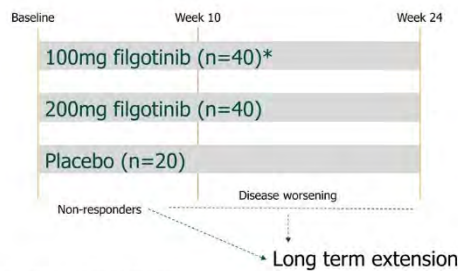 Baseline Week 10 Week 24
100mg filgotinib (n=40)*
200mg filgotinib (n=40)
Placebo (n=20)
Disease worsening
Non-responders
Long term extension